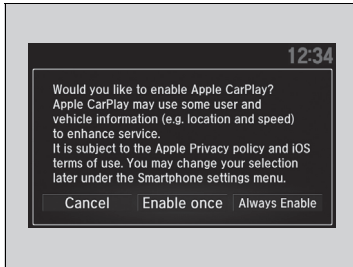 12:34
Would you like to enable Apple CarPlay?
Apple CarPlay may use some user and
vehicle information (e.g. location and speed)
to enhance service.
It is subject to the Apple Privacy policy and iOS
terms of use. You may change your selection
later under the Smartphone settings menu.
Cancel Enable once Always Enable